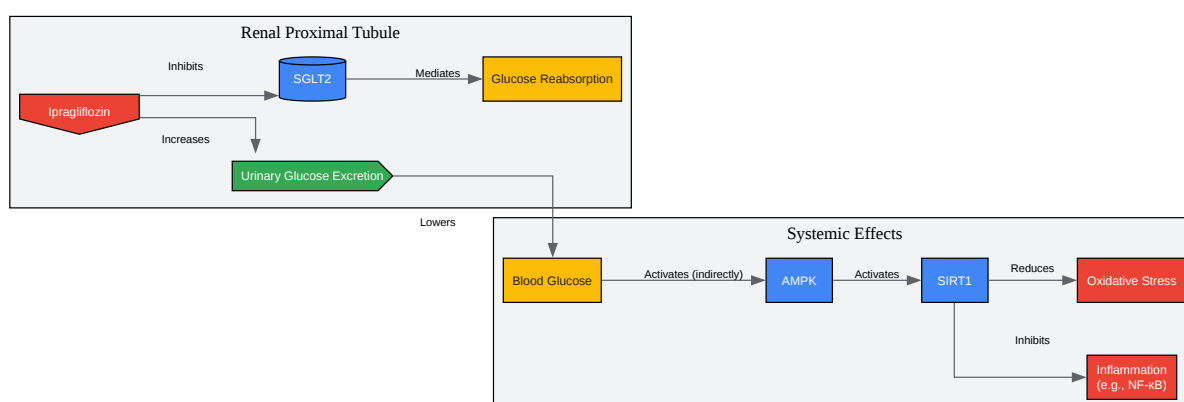 Renal Proximal Tubule
Inhibits
SGLT2
Mediates
Glucose Reabsorption
Ipragliflozin
Increases
Urinary Glucose Excretion
Lowers
Systemic Effects
Blood Glucose
Activates (indirectly)
AMPK
Activates
SIRT1
Reduces
Oxidative Stress
Inhibits
Inflammation
(e.g., NF-κB)